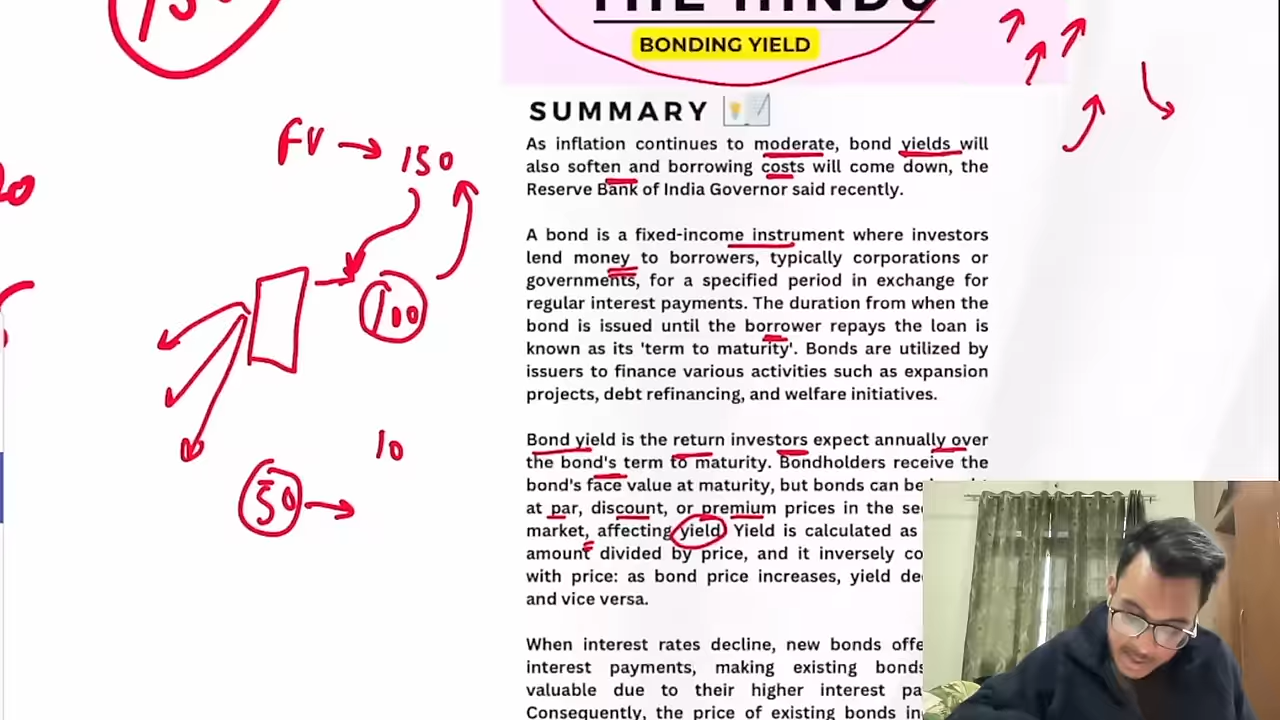 THE HINDU
BONDING YIELD
SUMMARY
As inflation continues to moderate, bond yields will
also soften and borrowing costs will come down, the
Reserve Bank of India Governor said recently.
A bond is a fixed-income instrument where investors
lend money to borrowers, typically corporations or
governments, for a specified period in exchange for
regular interest payments. The duration from when the
bond is issued until the borrower repays the loan is
known as its 'term to maturity'. Bonds are utilized by
issuers to finance various activities such as expansion
projects, debt refinancing, and welfare initiatives.
Bond yield is the return investors expect annually over
the bond's term to maturity. Bondholders receive the
bond's face value at maturity, but bonds can be
at par, discount, or premium prices in the
market, affecting yield. Yield is calculated as
amount divided by price, and it inversely
with price: as bond price increases, yield
and vice versa.
When interest rates decline, new bonds
interest payments, making existing bonds
valuable due to their higher interest
Consequently, the price of existing bonds
150
FV → 150
100
10
50